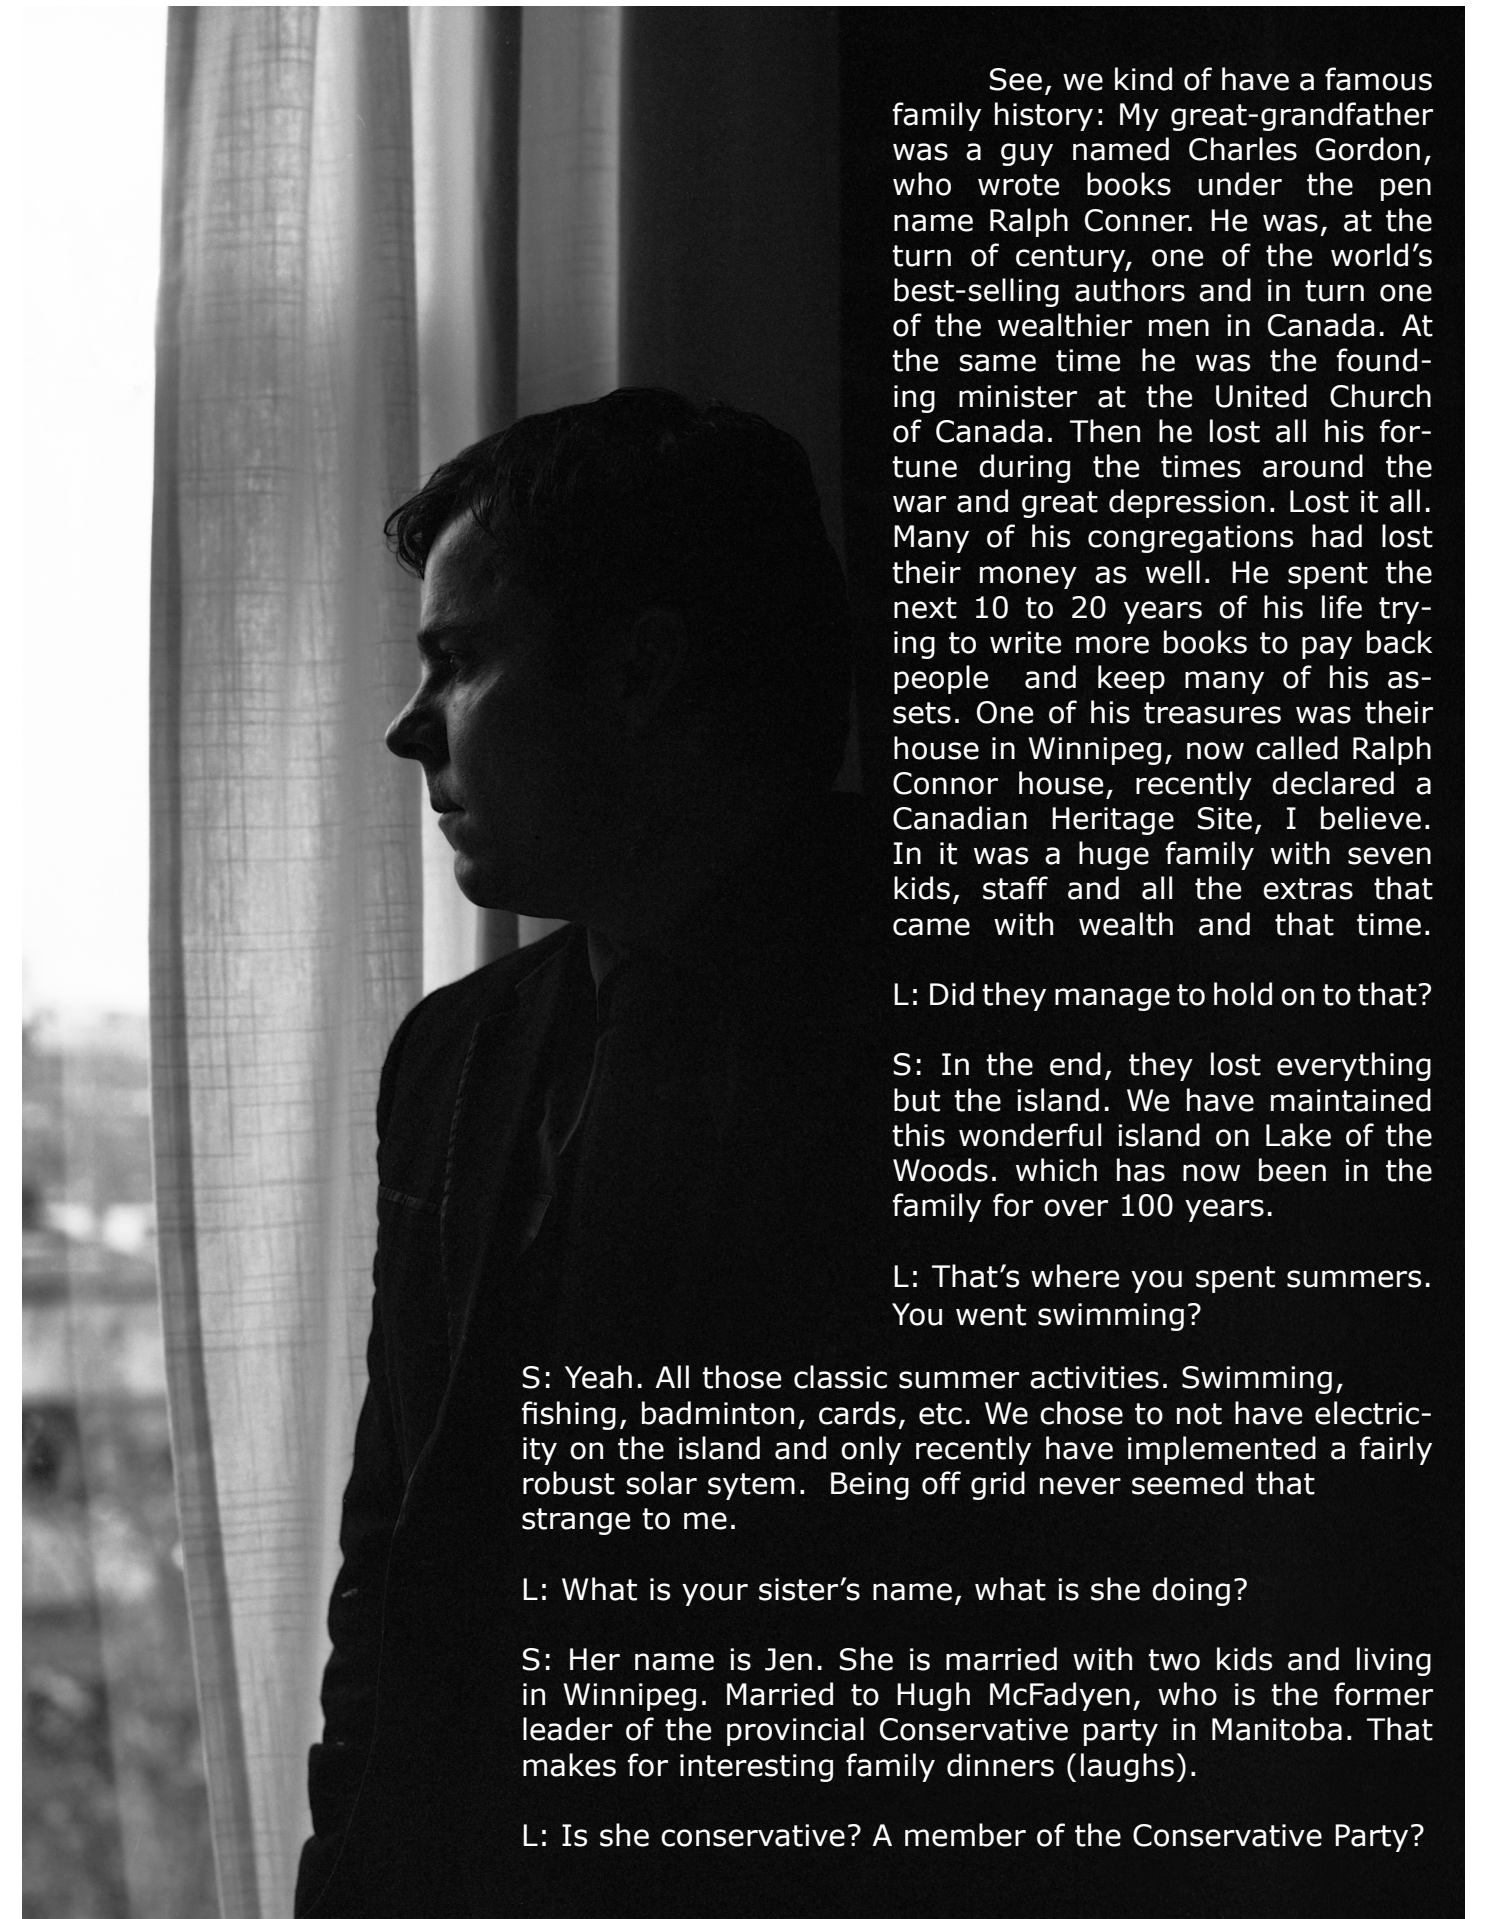 See, we kind of have a famous
family history: My great-grandfather
was a guy named Charles Gordon,
who wrote books under the pen
name Ralph Conner. He was, at the
turn of century, one of the world's
best-selling authors and in turn one
of the wealthier men in Canada. At
the same time he was the found-
ing minister at the United Church
of Canada. Then he lost all his for-
tune during the times around the
war and great depression. Lost it all.
Many of his congregations had lost
their money as well. He spent the
next 10 to 20 years of his life try-
ing to write more books to pay back
people and keep many of his as-
sets. One of his treasures was their
house in Winnipeg, now called Ralph
Connor house, recently declared a
Canadian Heritage Site, I believe.
In it was a huge family with seven
kids, staff and all the extras that
came with wealth and that time.
L: Did they manage to hold on to that?
S: In the end, they lost everything
but the island. We have maintained
this wonderful island on Lake of the
Woods. which has now been in the
family for over 100 years.
L: That's where you spent summers.
You went swimming?
S: Yeah. All those classic summer activities. Swimming,
fishing, badminton, cards, etc. We chose to not have electric-
ity on the island and only recently have implemented a fairly
robust solar sytem. Being off grid never seemed that
strange to me.
L: What is your sister's name, what is she doing?
S: Her name is Jen. She is married with two kids and living
in Winnipeg. Married to Hugh McFadyen, who is the former
leader of the provincial Conservative party in Manitoba. That
makes for interesting family dinners (laughs).
L: Is she conservative? A member of the Conservative Party?